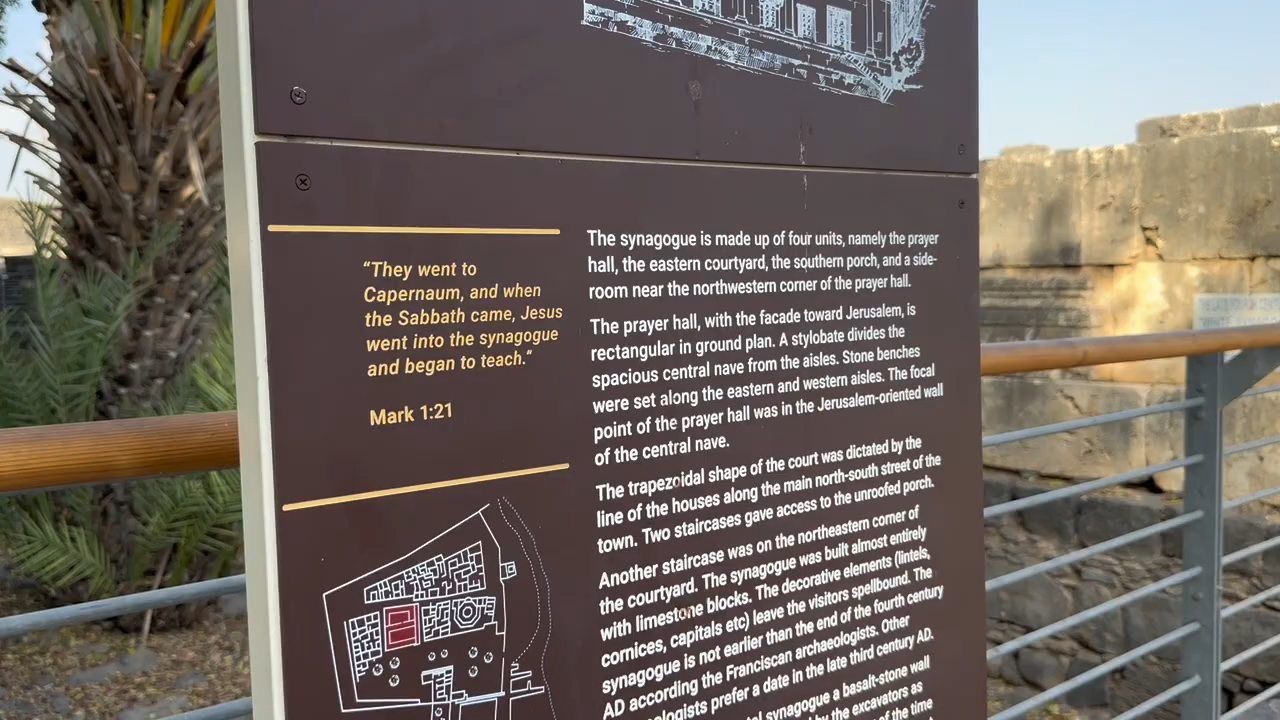 "They went to
Capernaum, and when
the Sabbath came, Jesus
went into the synagogue
and began to teach."
Mark 1:21
The synagogue is made up of four units, namely the prayer
hall, the eastern courtyard, the southern porch, and a side-
room near the northwestern corner of the prayer hall.
The prayer hall, with the facade toward Jerusalem, is
rectangular in ground plan. A stylobate divides the
spacious central nave from the aisles. Stone benches
were set along the eastern and western aisles. The focal
point of the prayer hall was in the Jerusalem-oriented wall
of the central nave.
The trapezoidal shape of the court was dictated by the
line of the houses along the main north-south street of the
town. Two staircases gave access to the unroofed porch.
Another staircase was on the northeastern corner of
the courtyard. The synagogue was built almost entirely
with limestone blocks. The decorative elements (lintels,
cornices, capitals etc) leave the visitors spellbound. The
synagogue is not earlier than the end of the fourth century
AD according the Franciscan archaeologists. Other
prefer a date in the late third century AD.
synagogue a basalt-stone wall
by the excavators as
of the time